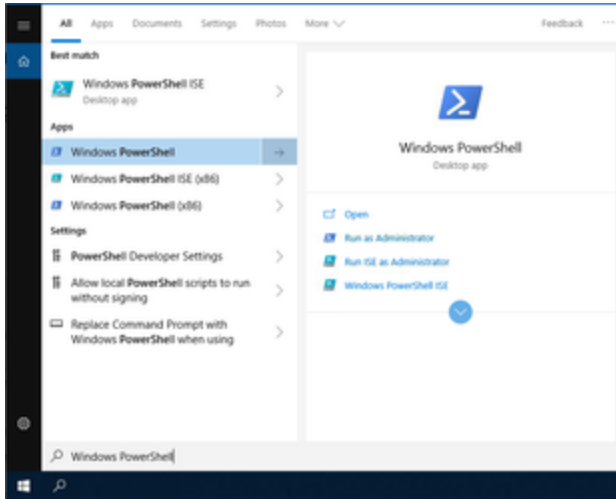 All Apps Documents Settings Photos More Feedback ...
Best match
Windows PowerShell ISE
Desktop app
Apps
Windows PowerShell
Windows PowerShell ISE (x86)
Windows PowerShell (x86)
Settings
PowerShell Developer Settings
Allow local PowerShell scripts to run
without signing
Replace Command Prompt with
Windows PowerShell when using
Windows PowerShell
Desktop app
Open
Run as Administrator
Run ISE as Administrator
Windows PowerShell ISE
Windows PowerShell